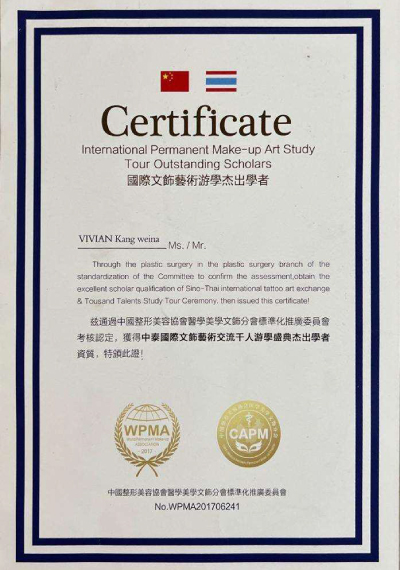 Certificate
International Permanent Make-up Art Study
Tour Outstanding Scholars
國際文飾藝術游學杰出學者
VIVIAN Kang weina Ms. / Mr.
Through the plastic surgery in the plastic surgery branch of the
standardization of the Committee to confirm the assessment,obtain the
excellent scholar qualification of Sino-Thai international tattoo art exchange
& Tousand Talents Study Tour Ceremony, then issued this certificate!
兹通過中國整形美容協會醫學美學文飾分會標準化推廣委員會
考核認定，獲得中泰國際文飾藝術交流千人游學盛典杰出學者
資質，特頒此證!
WPMA
ASSOCIATION
2017
CAPM
中國整形美容協會醫學美學文飾分會標準化推廣委員會
No.WPMA201706241